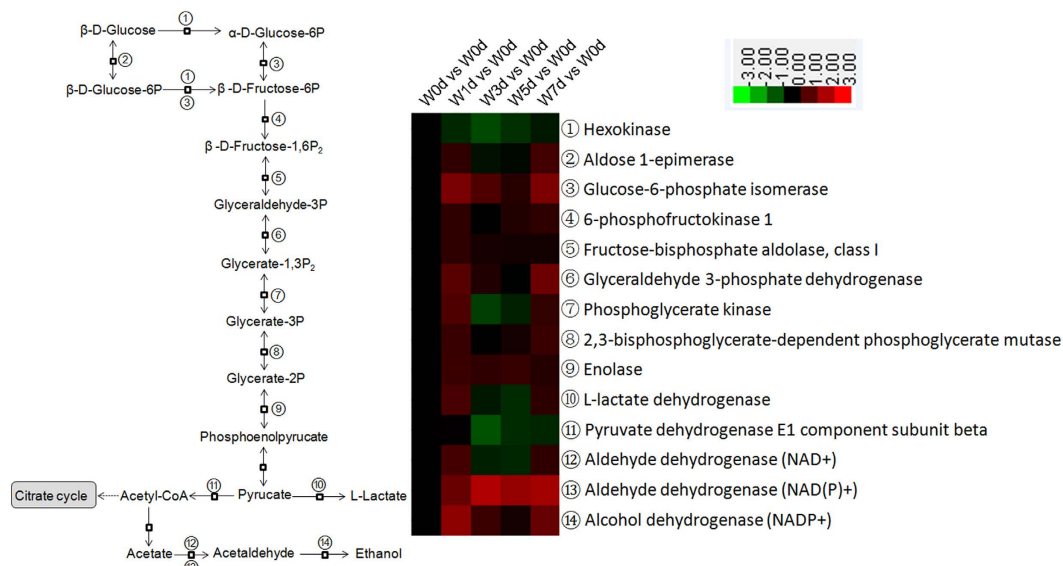 ①
β-D-Glucose
α-D-Glucose-6P
②
③
①
β-D-Glucose-6P
β -D-Fructose-6P
③
④
β -D-Fructose-1,6P₂
⑤
Glyceraldehyde-3P
⑥
Glycerate-1,3P₂
⑦
Glycerate-3P
⑧
Glycerate-2P
⑨
Phosphoenolpyrucate
Citrate cycle
Acetyl-CoA
⑪
Pyrucate
⑩
L-Lactate
Acetate
⑫
Acetaldehyde
⑭
Ethanol
W0d vs W0d
W1d vs W0d
W3d vs W0d
W5d vs W0d
W7d vs W0d
-3.00
-2.00
-1.00
0.00
1.00
2.00
3.00
① Hexokinase
② Aldose 1-epimerase
③ Glucose-6-phosphate isomerase
④ 6-phosphofructokinase 1
⑤ Fructose-bisphosphate aldolase, class I
⑥ Glyceraldehyde 3-phosphate dehydrogenase
⑦ Phosphoglycerate kinase
⑧ 2,3-bisphosphoglycerate-dependent phosphoglycerate mutase
⑨ Enolase
⑩ L-lactate dehydrogenase
⑪ Pyruvate dehydrogenase E1 component subunit beta
⑫ Aldehyde dehydrogenase (NAD+)
⑬ Aldehyde dehydrogenase (NAD(P)+)
⑭ Alcohol dehydrogenase (NADP+)